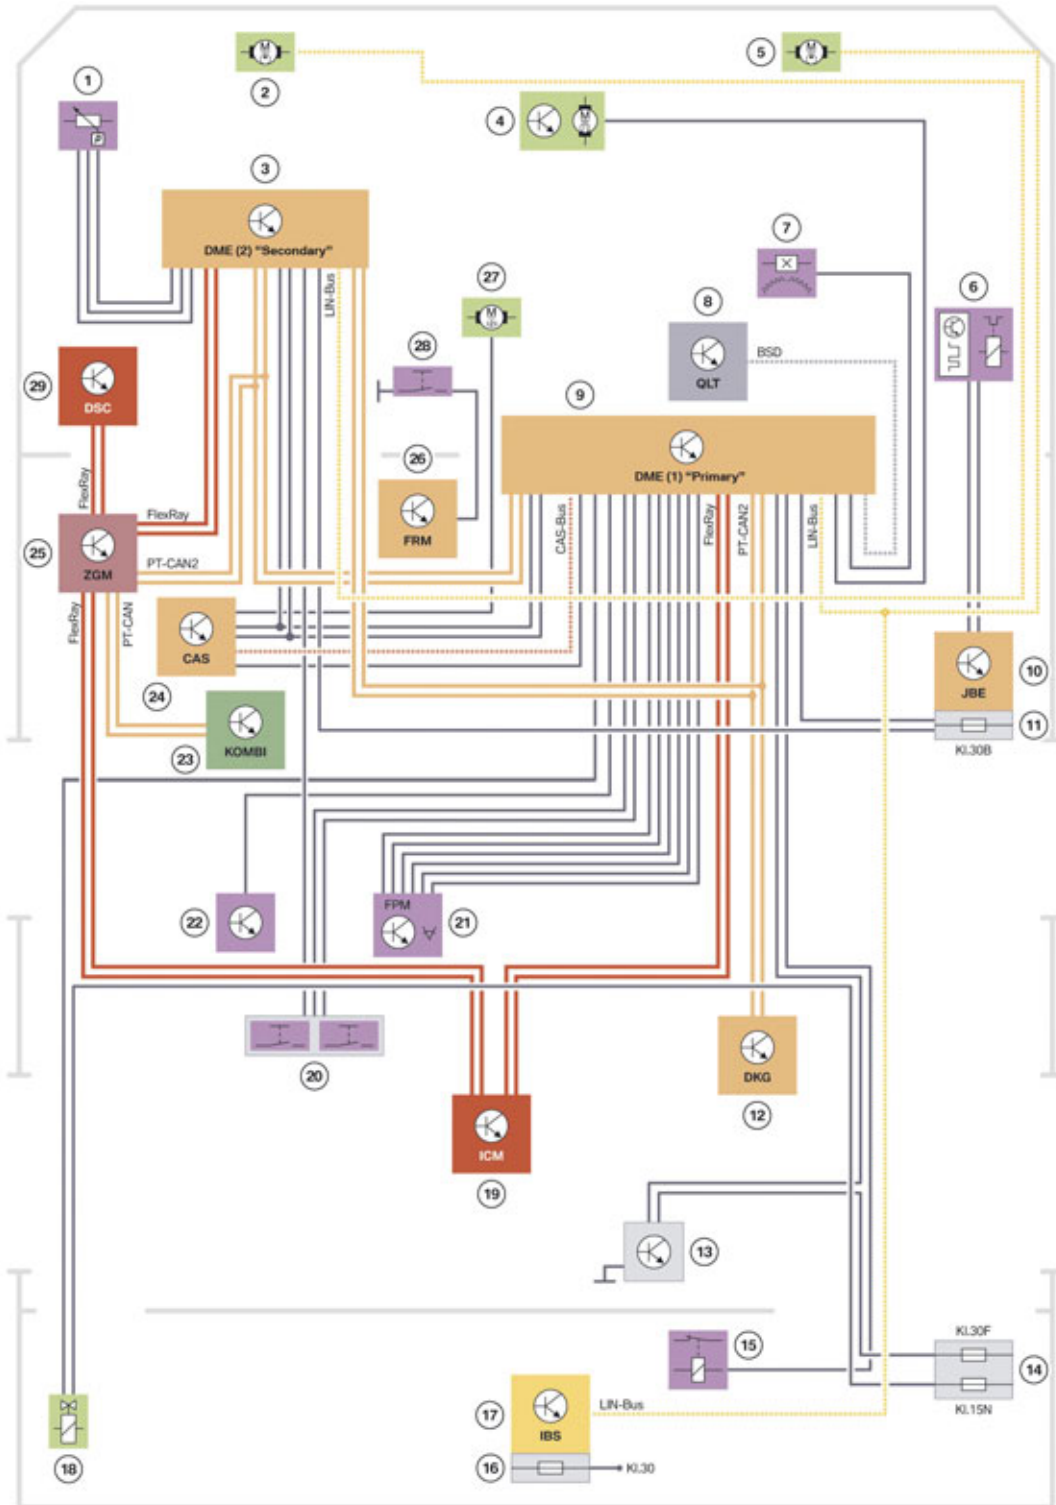 1
2
M
5
M
4
M
3
DME (2) "Secondary"
LIN-Bus
27
M
7
6
8
28
BSD
QLT
29
DSC
9
DME (1) "Primary"
26
FRM
FlexRay
FlexRay
CAS-Bus
FlexRay
PT-CAN2
LIN-Bus
25
ZGM
PT-CAN2
FlexRay
PT-CAN
CAS
24
KOMBI
23
10
JBE
11
Kl.30B
22
FPM
21
20
DKG
12
ICM
19
13
Kl.30F
15
14
Kl.15N
17
IBS
LIN-Bus
16
Kl.30
18